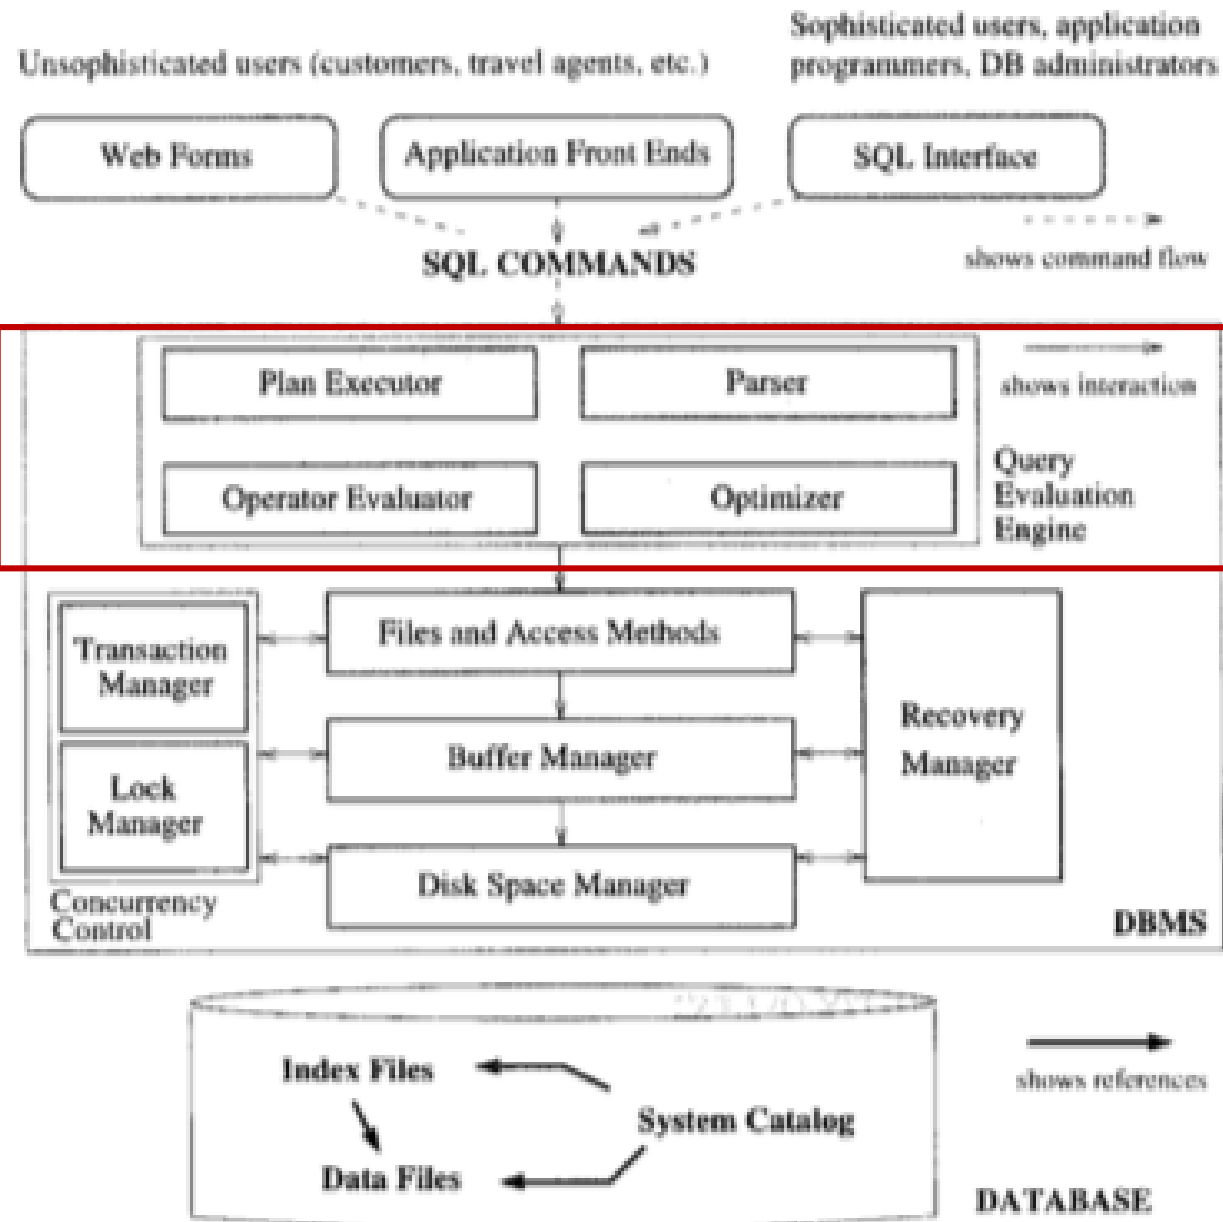 Unsophisticated users (customers, travel agents, etc.)
Sophisticated users, application
programmers, DB administrators
Web Forms
Application Front Ends
SQL Interface
SQL COMMANDS
shows command flow
Plan Executor
Parser
shows interaction
Operator Evaluator
Optimizer
Query
Evaluation
Engine
Files and Access Methods
Transaction
Manager
Recovery
Manager
Buffer Manager
Lock
Manager
Disk Space Manager
Concurrency
Control
DBMS
Index Files
shows references
System Catalog
Data Files
DATABASE